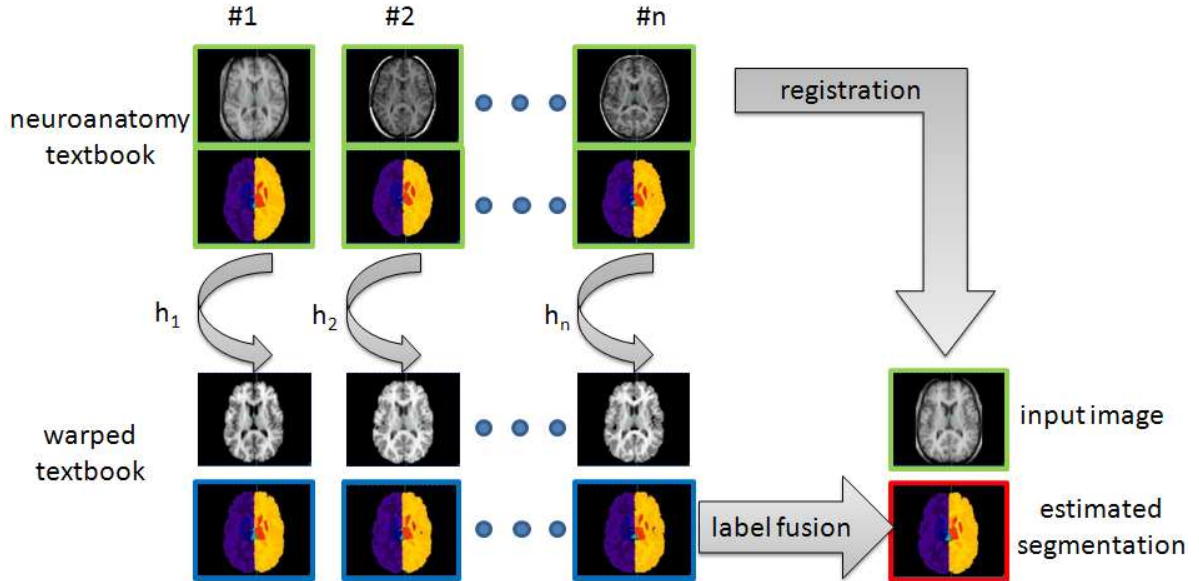 #1
#2
#n
neuroanatomy
textbook
registration
h1
h2
hn
warped
textbook
input image
label fusion
estimated
segmentation